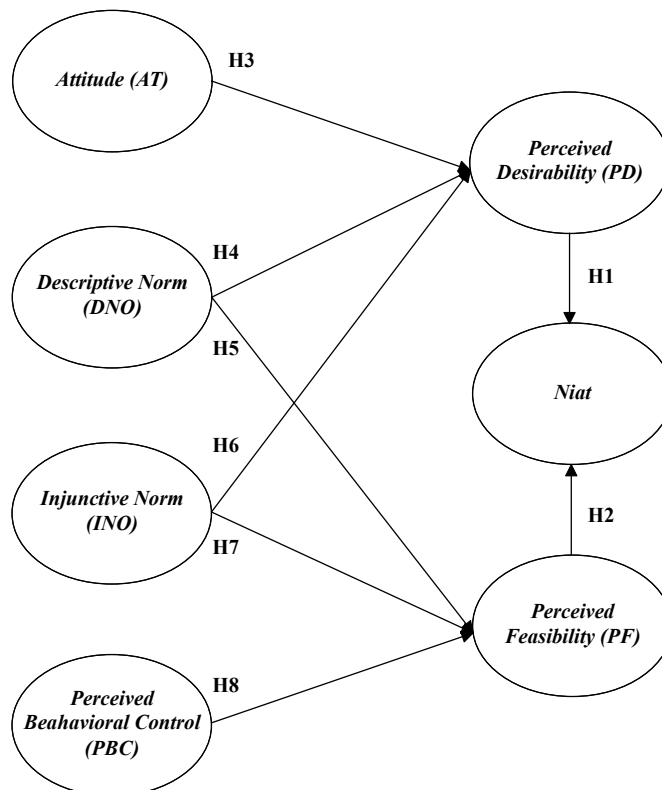 Attitude (AT)
H3
Perceived
Desirability (PD)
Descriptive Norm
(DNO)
H4
H5
H1
Niat
Injunctive Norm
(INO)
H6
H7
H2
Perceived
Feasibility (PF)
Perceived
Beahavioral Control
(PBC)
H8